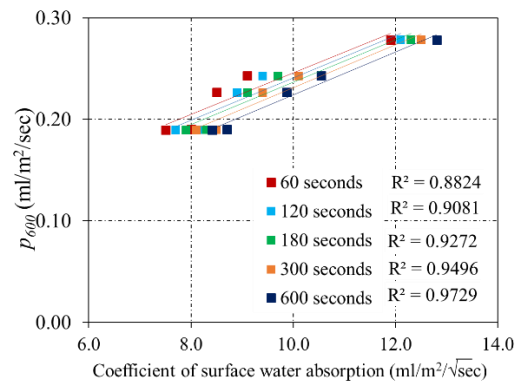 0.30
0.20
0.10
0.00
p600 (ml/m²/sec)
60 seconds R² = 0.8824
120 seconds R² = 0.9081
180 seconds R² = 0.9272
300 seconds R² = 0.9496
600 seconds R² = 0.9729
6.0 8.0 10.0 12.0 14.0
Coefficient of surface water absorption (ml/m²/√sec)